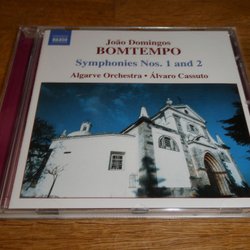 NAXOS
João Domingos
BOMTEMPO
Symphonies Nos. 1 and 2
Algarve Orchestra • Álvaro Cassuto